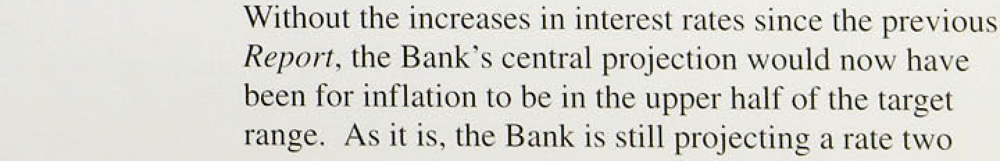 Without the increases in interest rates since the previous
Report, the Bank's central projection would now have
been for inflation to be in the upper half of the target
range.  As it is, the Bank is still projecting a rate two